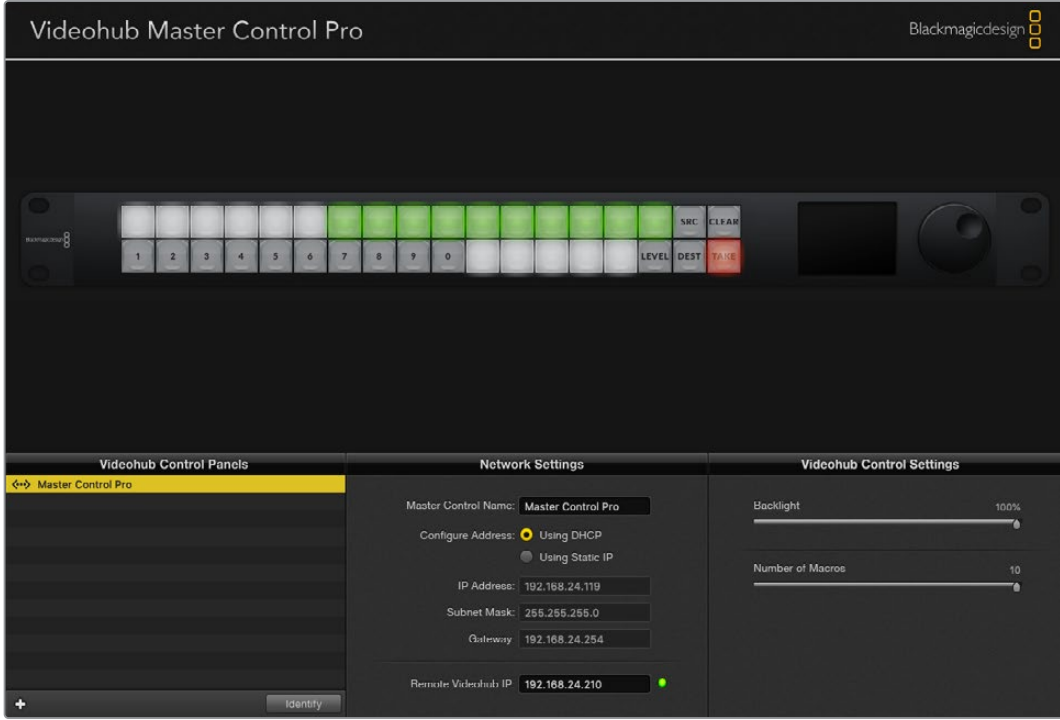 Videohub Master Control Pro
Blackmagicdesign
Blackmagicdesign
SRC CLEAR
1 2 3 4 5 6 7 8 9 0 LEVEL DEST TAKE
Videohub Control Panels
Master Control Pro
Identify
Network Settings
Master Control Name: Master Control Pro
Configure Address: Using DHCP
Using Static IP
IP Address: 192.168.24.119
Subnet Mask: 255.255.255.0
Gateway 192.168.24.254
Remote Videohub IP 192.168.24.210
Videohub Control Settings
Backlight 100%
Number of Macros 10